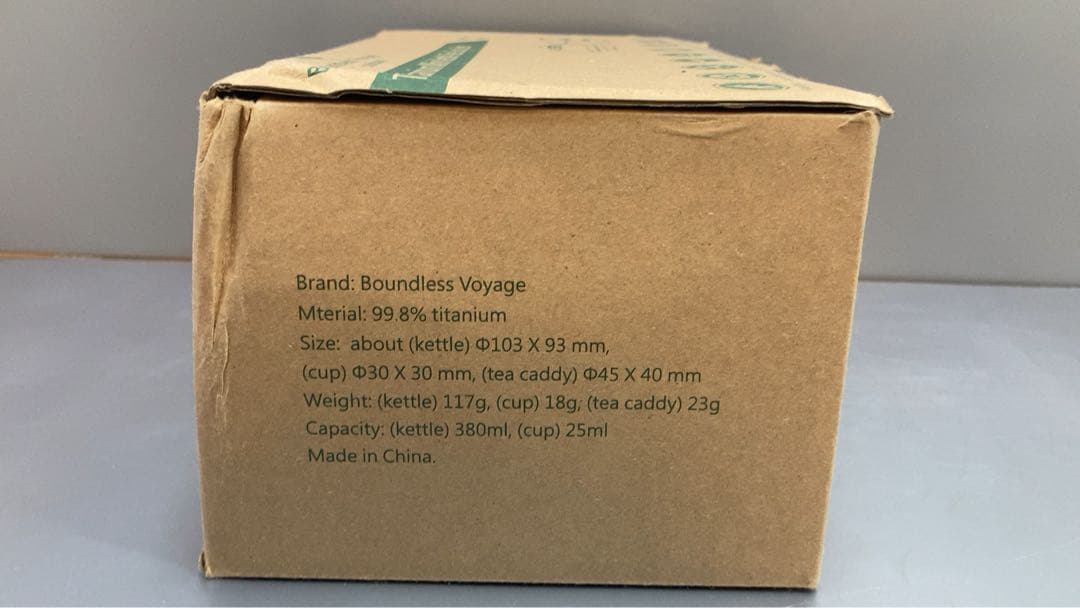 Brand: Boundless Voyage
Mterial: 99.8% titanium
Size: about (kettle) Φ103 X 93 mm,
(cup) Φ30 X 30 mm, (tea caddy) Φ45 X 40 mm
Weight: (kettle) 117g, (cup) 18g, (tea caddy) 23g
Capacity: (kettle) 380ml, (cup) 25ml
Made in China.